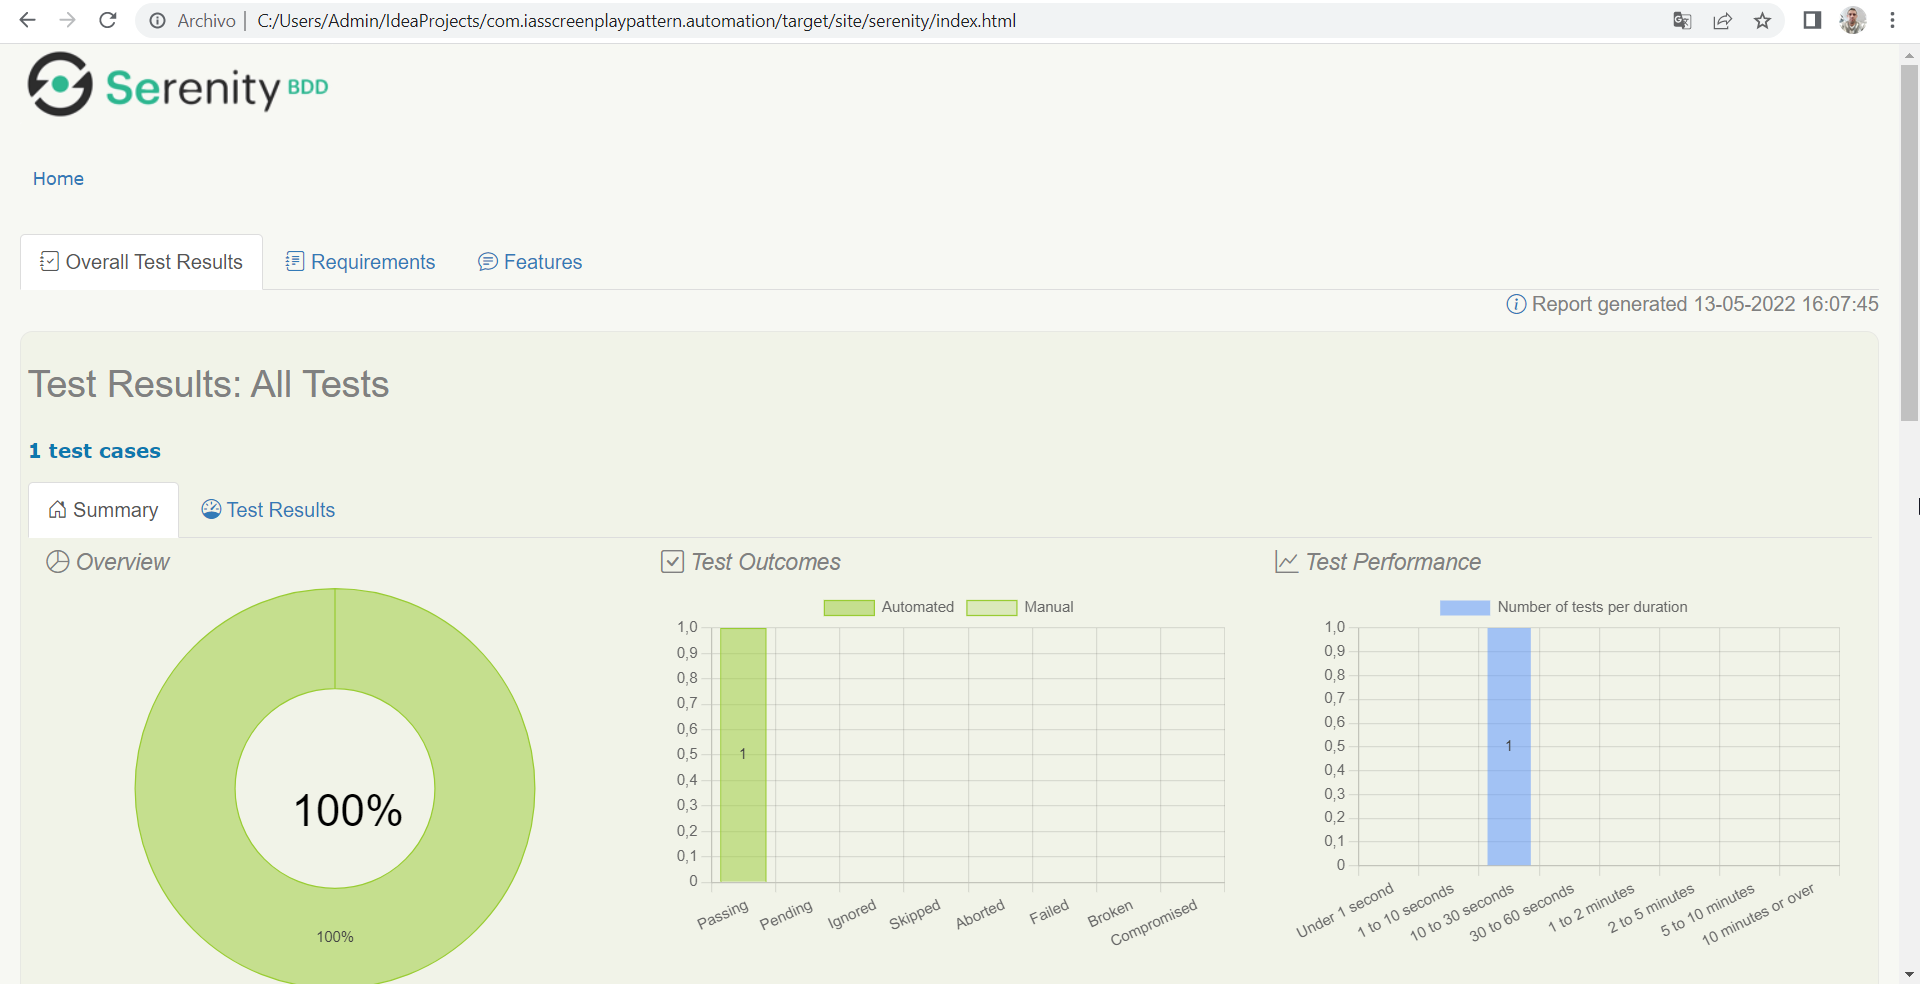 Archivo | C:/Users/Admin/IdeaProjects/com.iasscreenplaypattern.automation/target/site/serenity/index.html
Serenity BDD
Home
Overall Test Results Requirements Features
Report generated 13-05-2022 16:07:45
Test Results: All Tests
1 test cases
Summary Test Results
Overview
100%
100%
Test Outcomes
Automated Manual
1,0
0,9
0,8
0,7
0,6
0,5
0,4
0,3
0,2
0,1
0
1
Passing
Pending
Ignored
Skipped
Aborted
Failed
Broken
Compromised
Test Performance
Number of tests per duration
1,0
0,9
0,8
0,7
0,6
0,5
0,4
0,3
0,2
0,1
0
1
Under 1 second
1 to 10 seconds
10 to 30 seconds
30 to 60 seconds
1 to 2 minutes
2 to 5 minutes
5 to 10 minutes
10 minutes or over